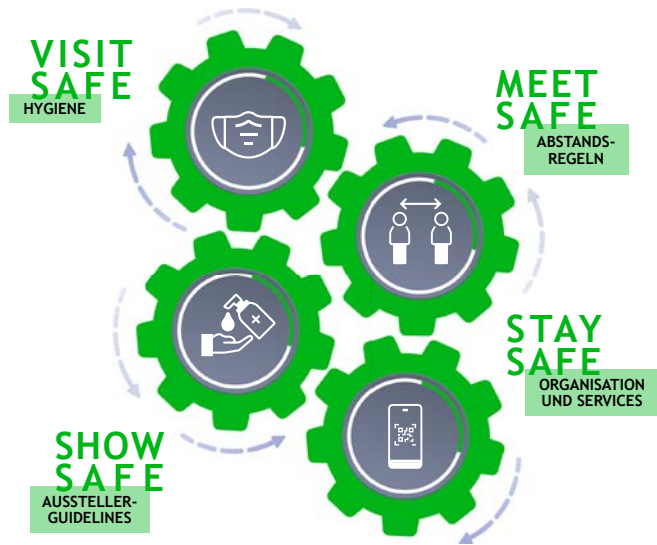 VISIT
SAFE
HYGIENE
MEET
SAFE
ABSTANDS-
REGELN
STAY
SAFE
ORGANISATION
UND SERVICES
SHOW
SAFE
AUSSTELLER-
GUIDELINES